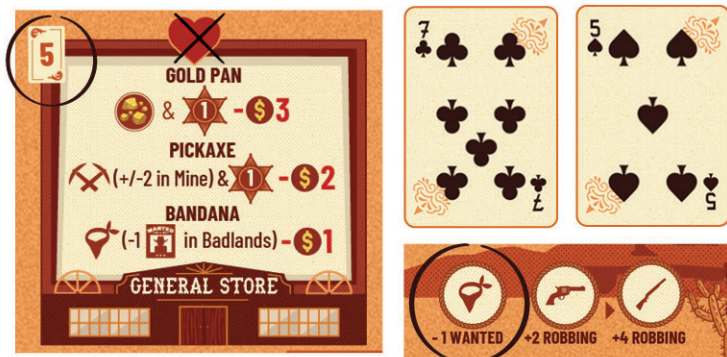 5
GOLD PAN
& 1 -$3
PICKAXE
(+/-2 in Mine) & 1 -$2
BANDANA
(-1 WANTED in Badlands) -$1
GENERAL STORE
7
7
5
5
- 1 WANTED
+2 ROBBING
+4 ROBBING